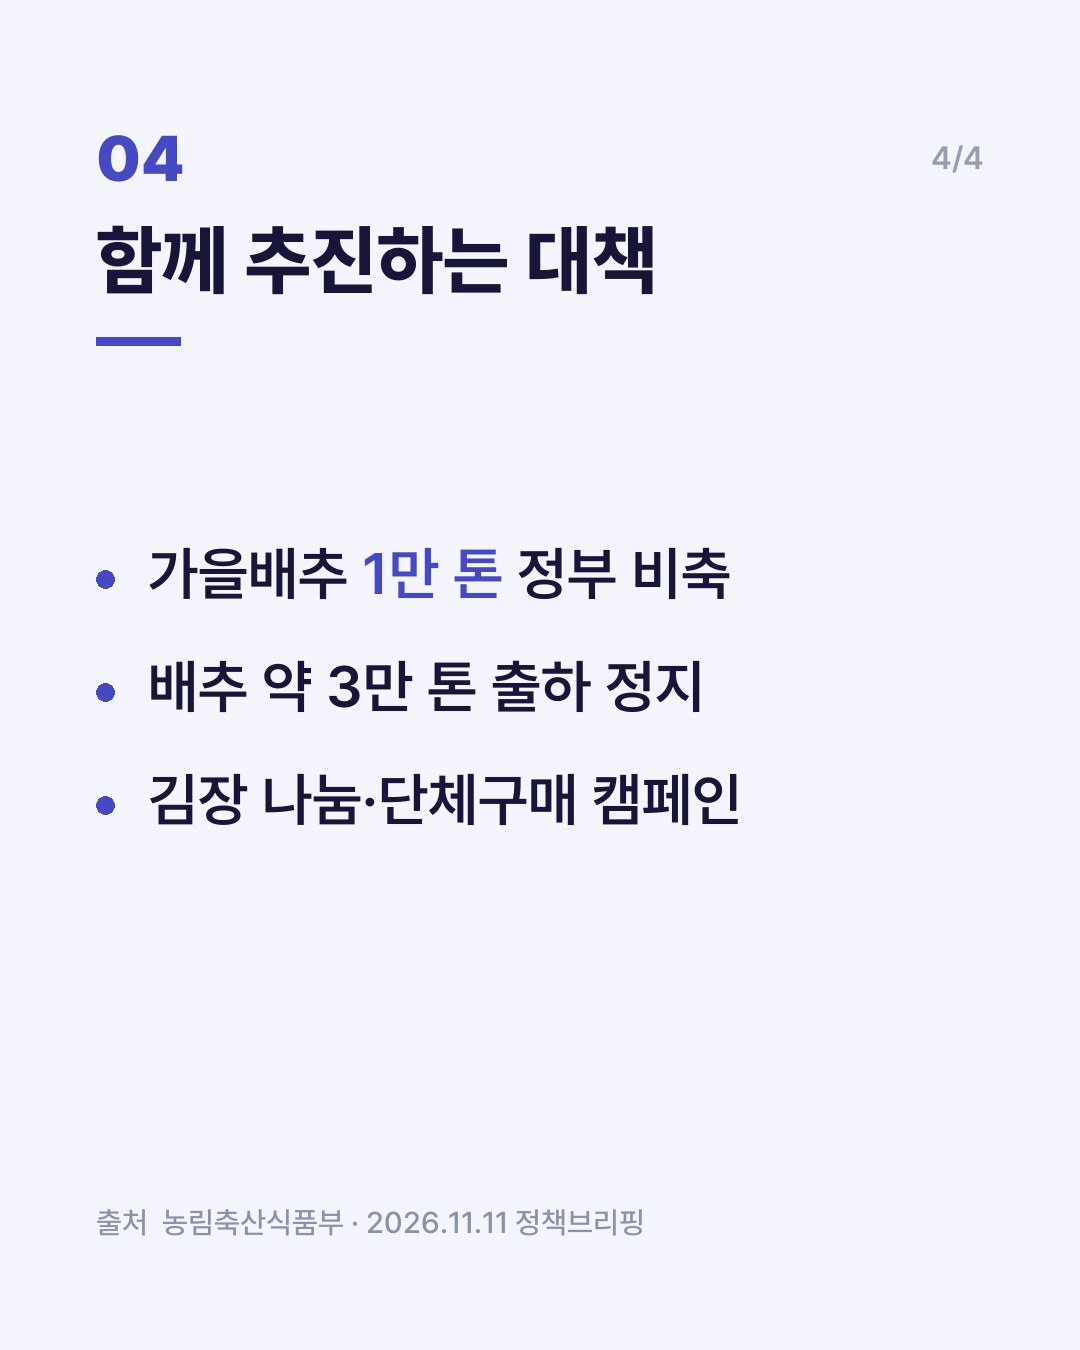 04
4/4
함께 추진하는 대책
가을배추 1만 톤 정부 비축
배추 약 3만 톤 출하 정지
김장 나눔·단체구매 캠페인
출처 농림축산식품부 · 2026.11.11 정책브리핑